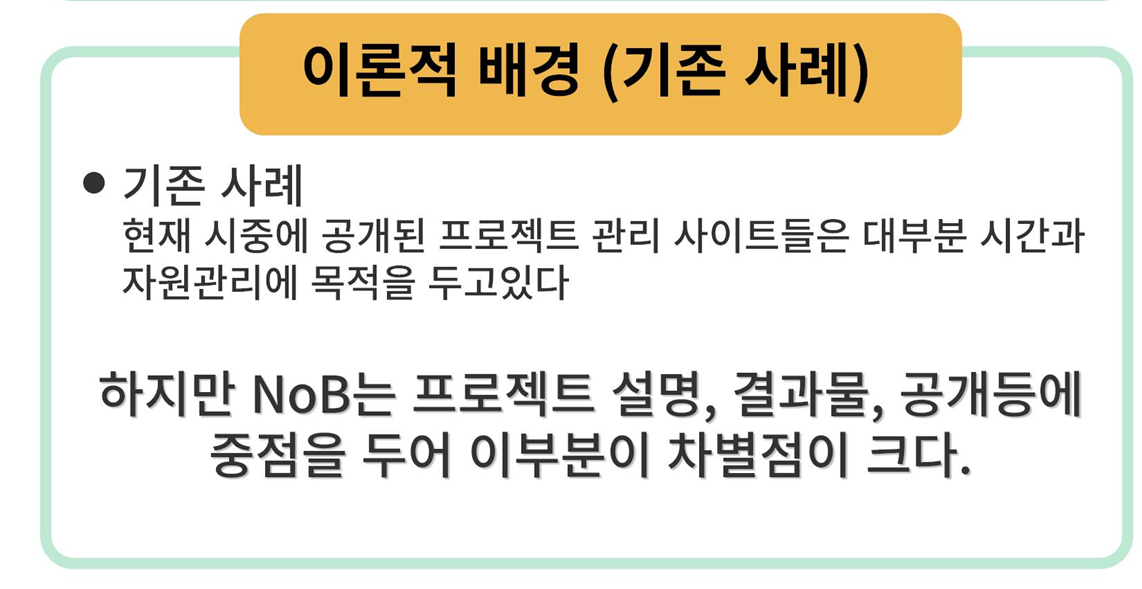 이론적 배경 (기존 사례)
● 기존 사례
현재 시중에 공개된 프로젝트 관리 사이트들은 대부분 시간과
자원관리에 목적을 두고있다
하지만 NoB는 프로젝트 설명, 결과물, 공개등에
중점을 두어 이부분이 차별점이 크다.